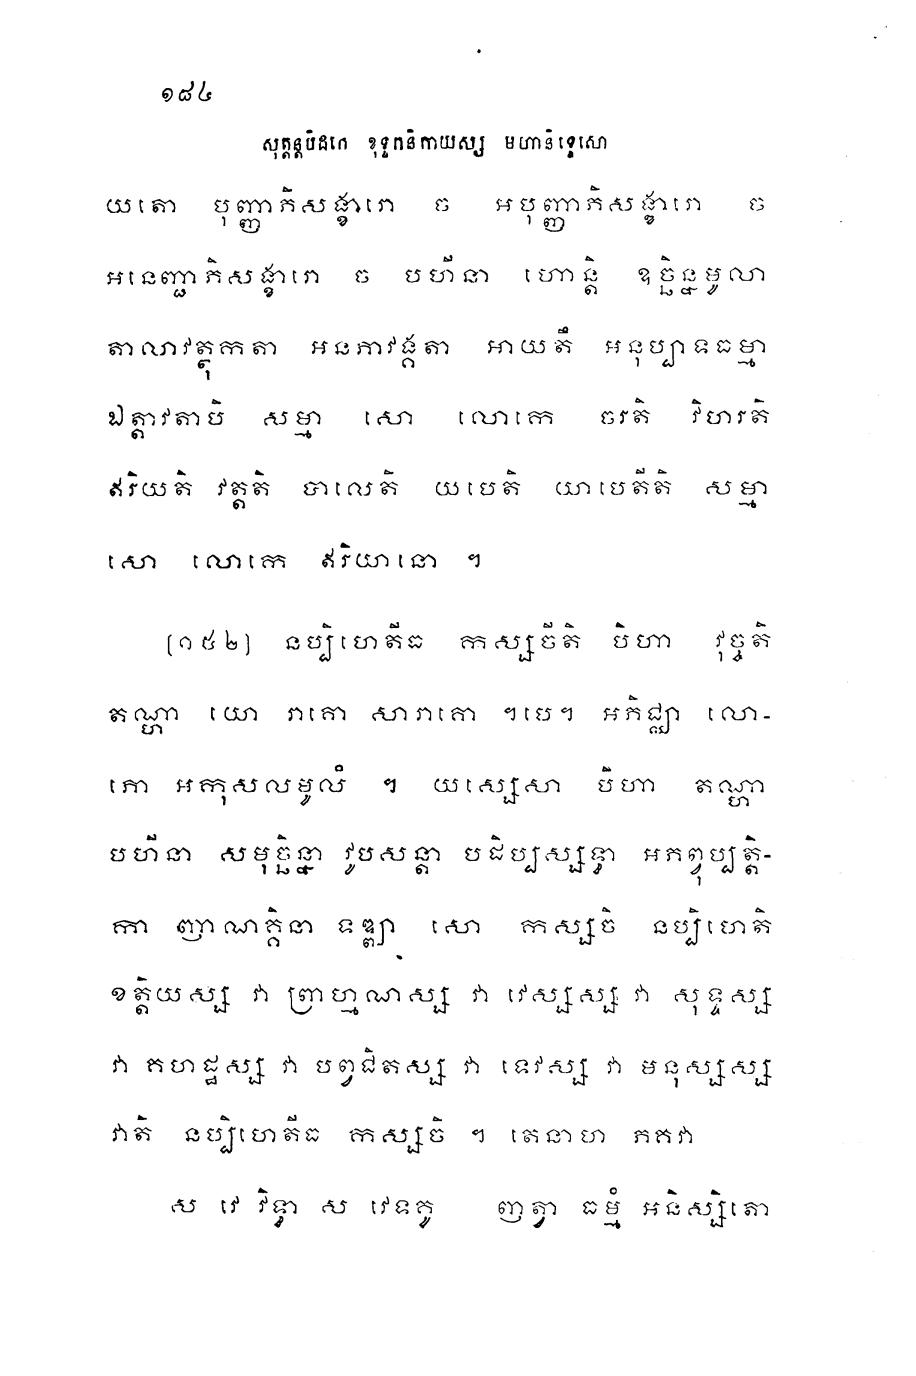 ១៨៤
សុត្តន្តបិដកេ ខុទ្ទកនិកាយស្ស មហានិទ្ទេសោ
យតោ បុញ្ញាភិសង្ខារោ ច អបុញ្ញាភិសង្ខារោ ច
អនេញ្ជាភិសង្ខារោ ច បហីនា ហោន្តិ ឧច្ឆិន្នមូលា
តាលាវត្ថុកតា អនភាវង្គតា អាយតឹ អនុប្បាទធម្មា
ឯត្តាវតាបិ សម្មា សោ លោកេ ចរតិ វិហរតិ
ឥរិយតិ វត្តតិ បាលេតិ យបេតិ យាបេតីតិ សម្មា
សោ លោកេ ឥរិយានោ ។
(១៥២) នប្បិហេតីធ កស្សចីតិ បិហា វុច្ចតិ
តណ្ហា យោ រាគោ សារាគោ ។បេ។ អភិជ្ឈា លោ-
ភោ អកុសលមូលំ ។ យស្សេសា បិហា តណ្ហា
បហីនា សមុច្ឆិន្នា វូបសន្តា បដិប្បស្សទ្ធា អភព្វុប្បត្តិ-
កា ញាណគ្គិនា ទឌ្ឍា សោ កស្សចិ នប្បិហេតិ
ខត្តិយស្ស វា ព្រាហ្មណស្ស វា វេស្សស្ស វា សុទ្ទស្ស
វា គហដ្ឋស្ស វា បព្វជិតស្ស វា ទេវស្ស វា មនុស្សស្ស
វាតិ នប្បិហេតីធ កស្សចិ ។ តេនាហ ភគវា
ស វេ វិទ្វា ស វេទគូ ញត្វា ធម្មំ អនិស្សិតោ